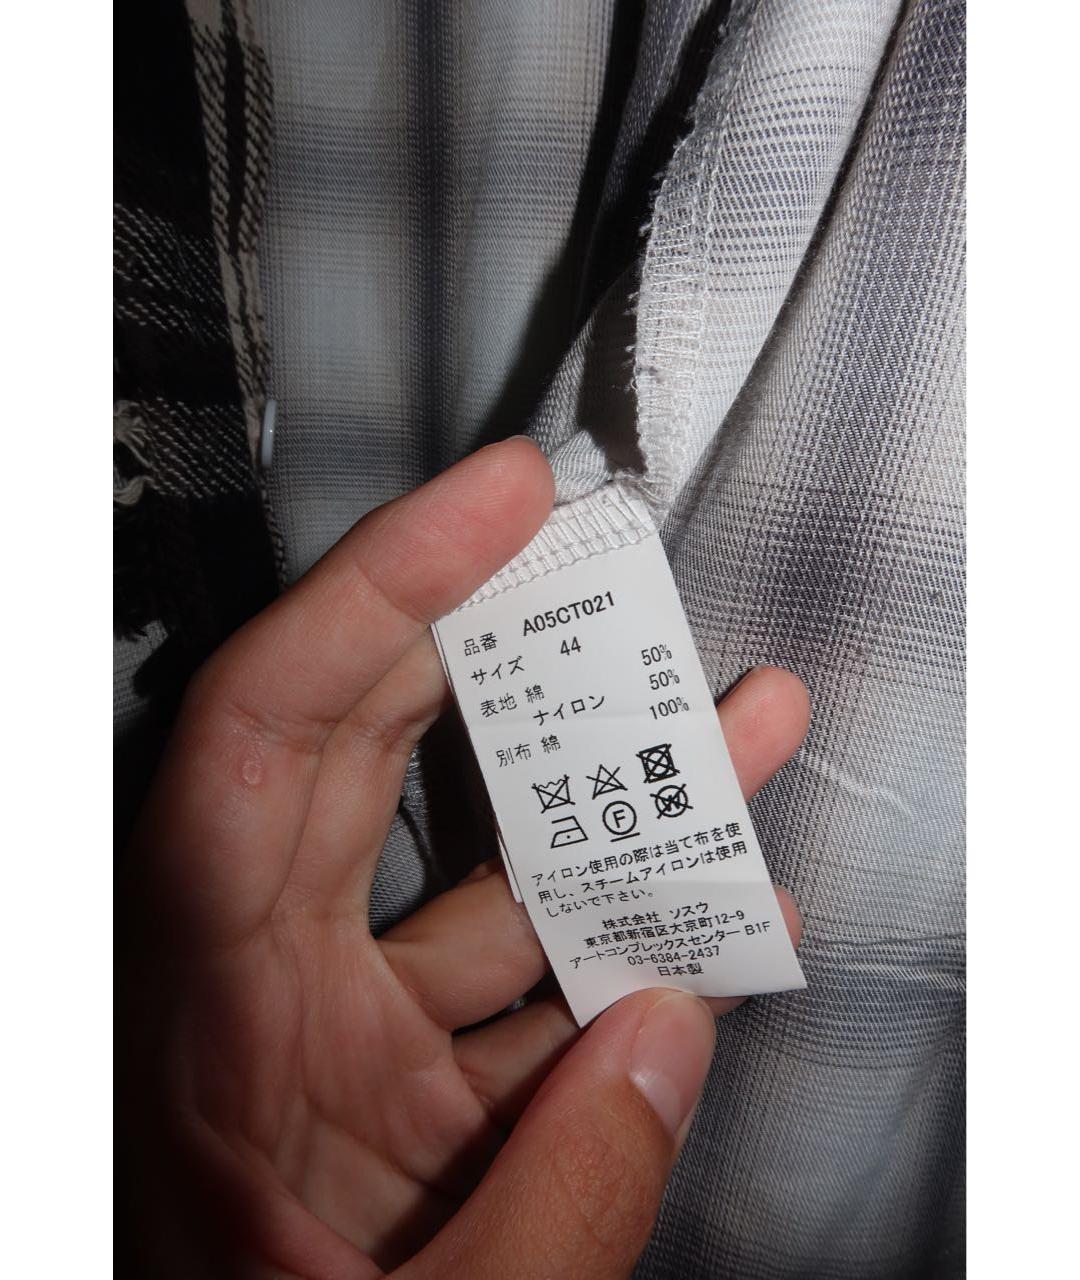 品番 A05CT021
サイズ 44
表地 綿 50%
ナイロン 50%
別布 綿 100%
F W
アイロン使用の際は当て布を使
用し、スチームアイロンは使用
しないで下さい。
株式会社 ソスウ
東京都新宿区大京町12-9
アートコンプレックスセンター B1F
03-6384-2437
日本製